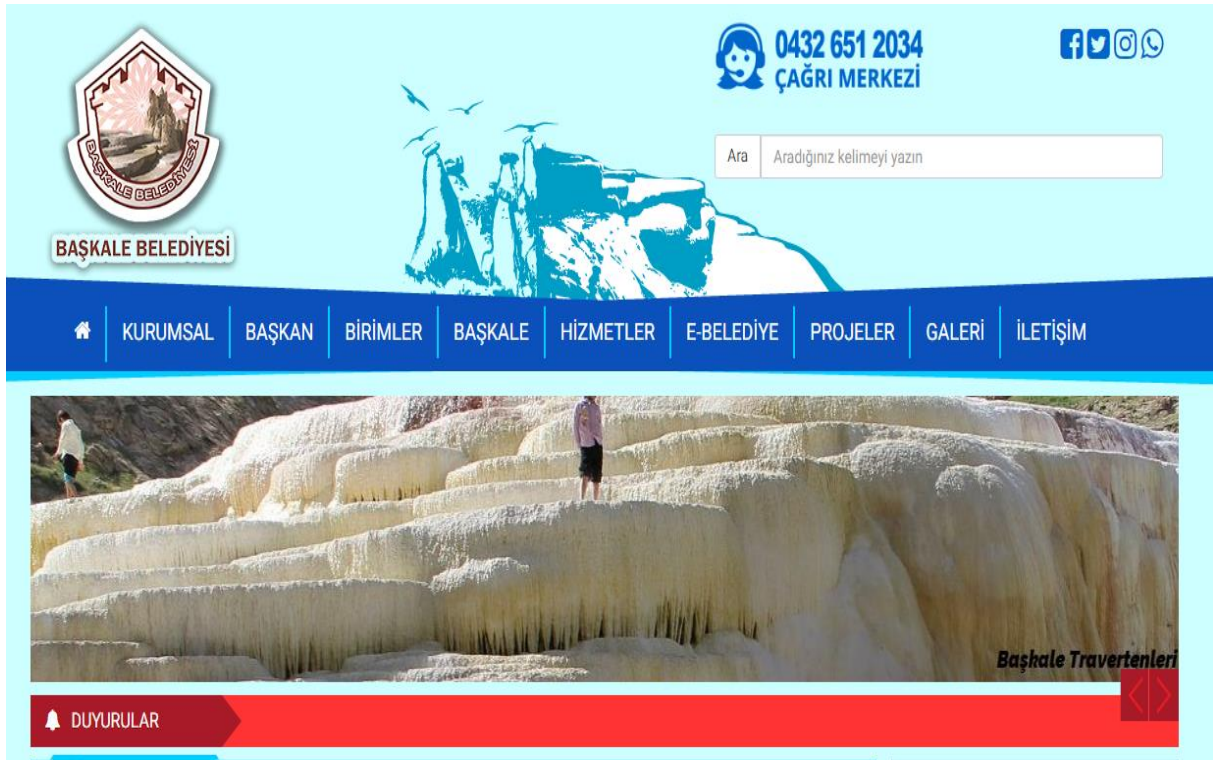 BAŞKALE BELEDİYESİ
BAŞKALE BELEDİYESİ
0432 651 2034
ÇAĞRI MERKEZİ
Ara Aradığınız kelimeyi yazın
KURUMSAL BAŞKAN BİRİMLER BAŞKALE HİZMETLER E-BELEDİYE PROJELER GALERİ İLETİŞİM
Başkale Travertenleri
DUYURULAR